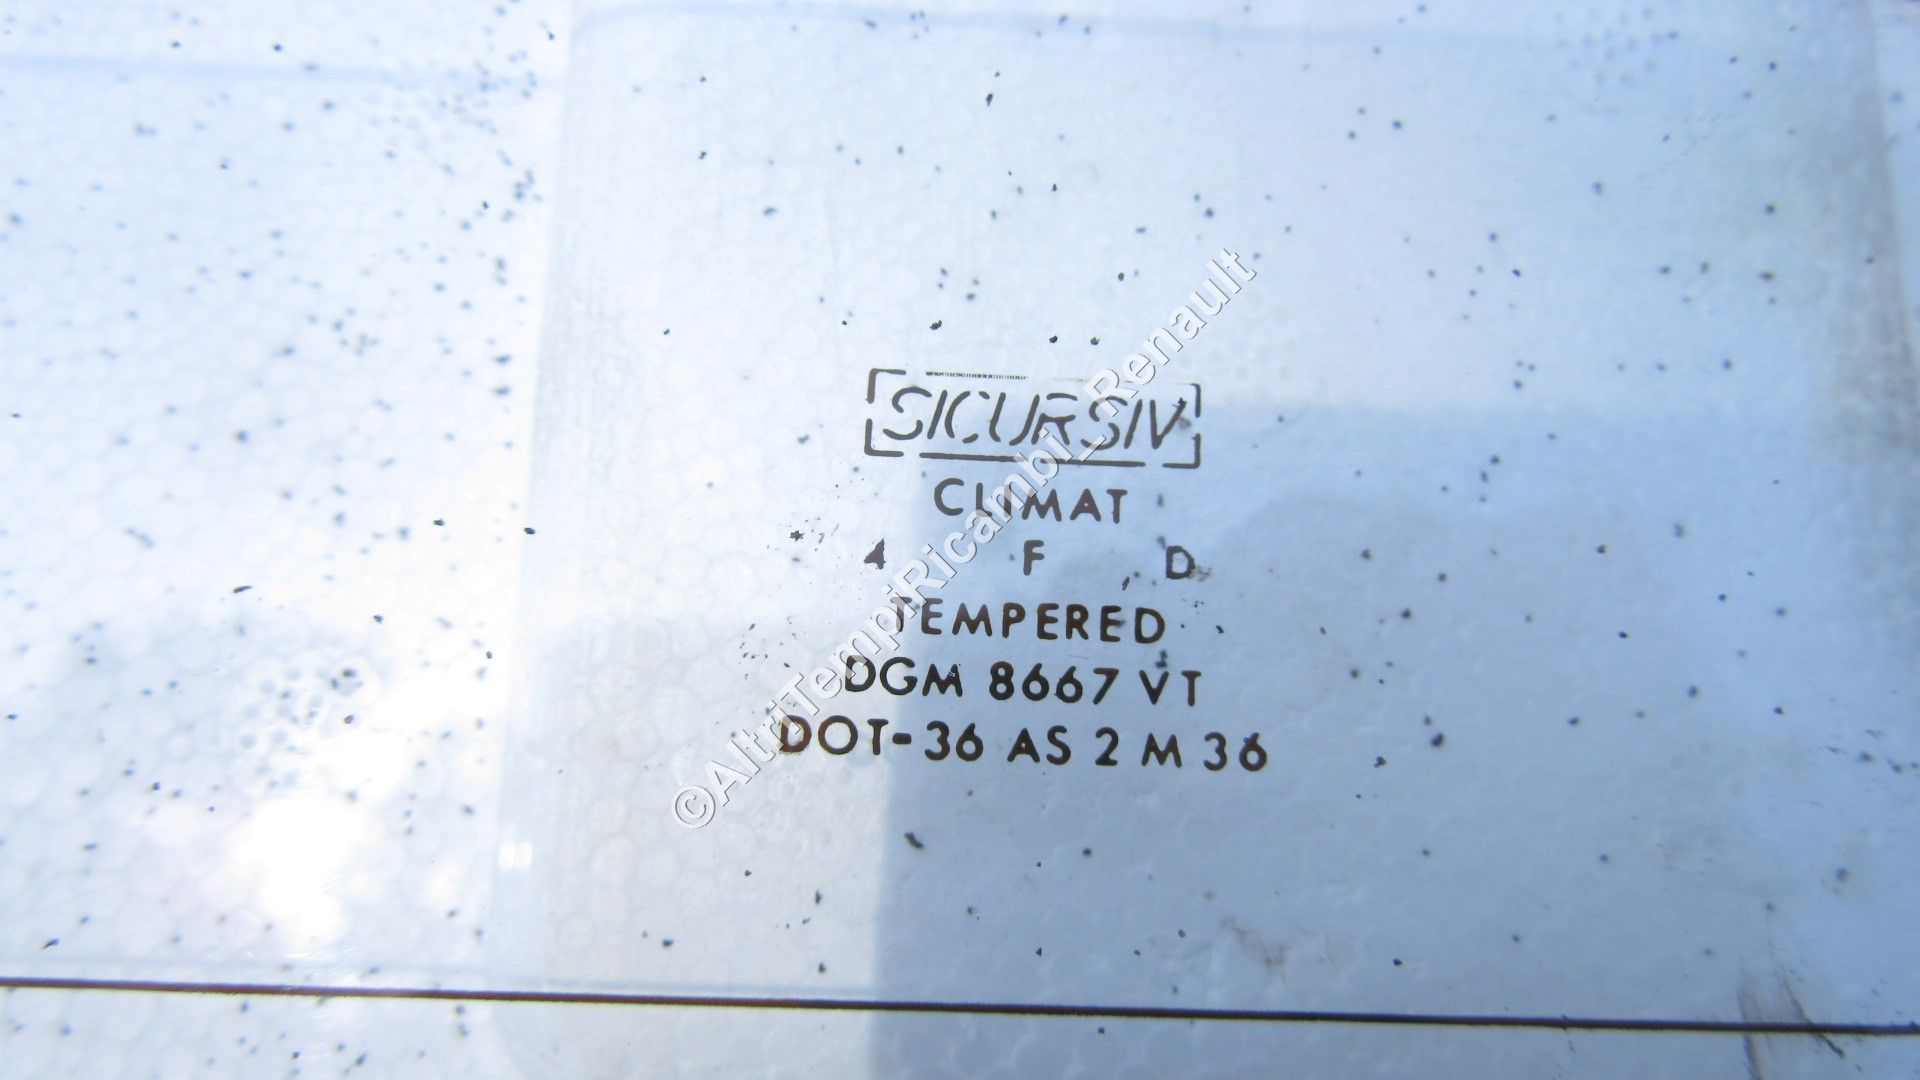 SICURSIV
CLIMAT
4 F D
TEMPERED
DGM 8667 VT
DOT-36 AS 2 M 36
©AltriTempiRicambi_Renault